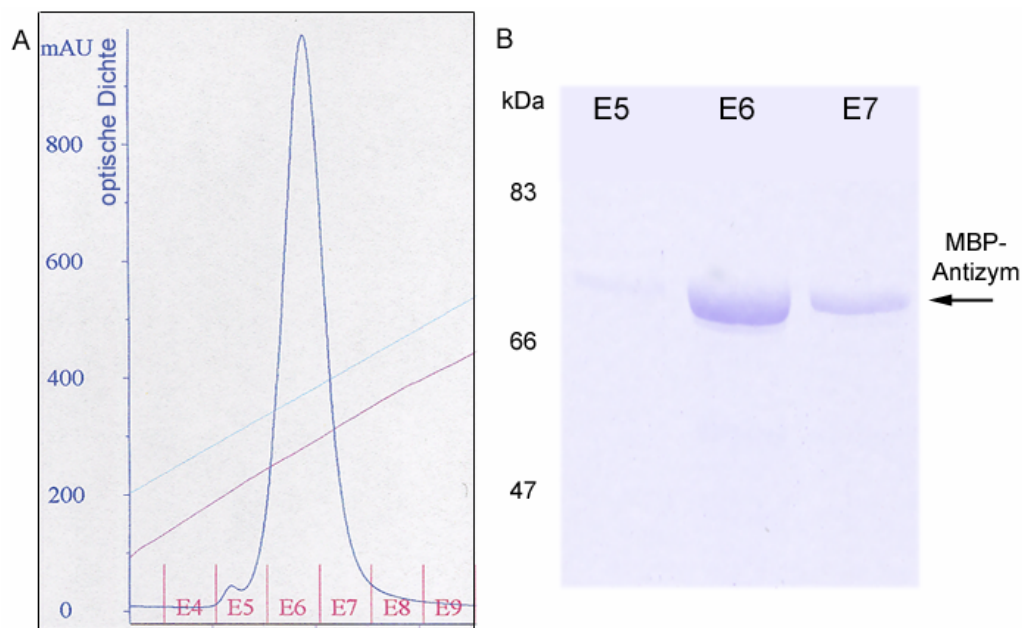 A
mAU
optische Dichte
800
600
400
200
0
E4 E5 E6 E7 E8 E9
B
kDa
E5 E6 E7
83
66
47
MBP-
Antizym